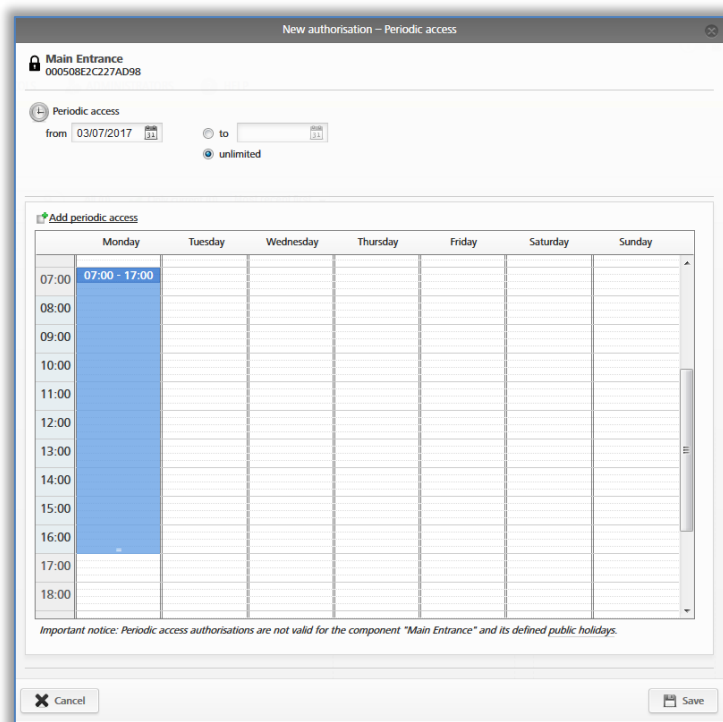 New authorisation – Periodic access
Main Entrance
000508E2C227AD98
Periodic access
from 03/07/2017 31 to 31
unlimited
Add periodic access
Monday Tuesday Wednesday Thursday Friday Saturday Sunday
07:00 07:00 - 17:00
08:00
09:00
10:00
11:00
12:00
13:00
14:00
15:00
16:00
17:00
18:00
Important notice: Periodic access authorisations are not valid for the component "Main Entrance" and its defined public holidays.
Cancel Save